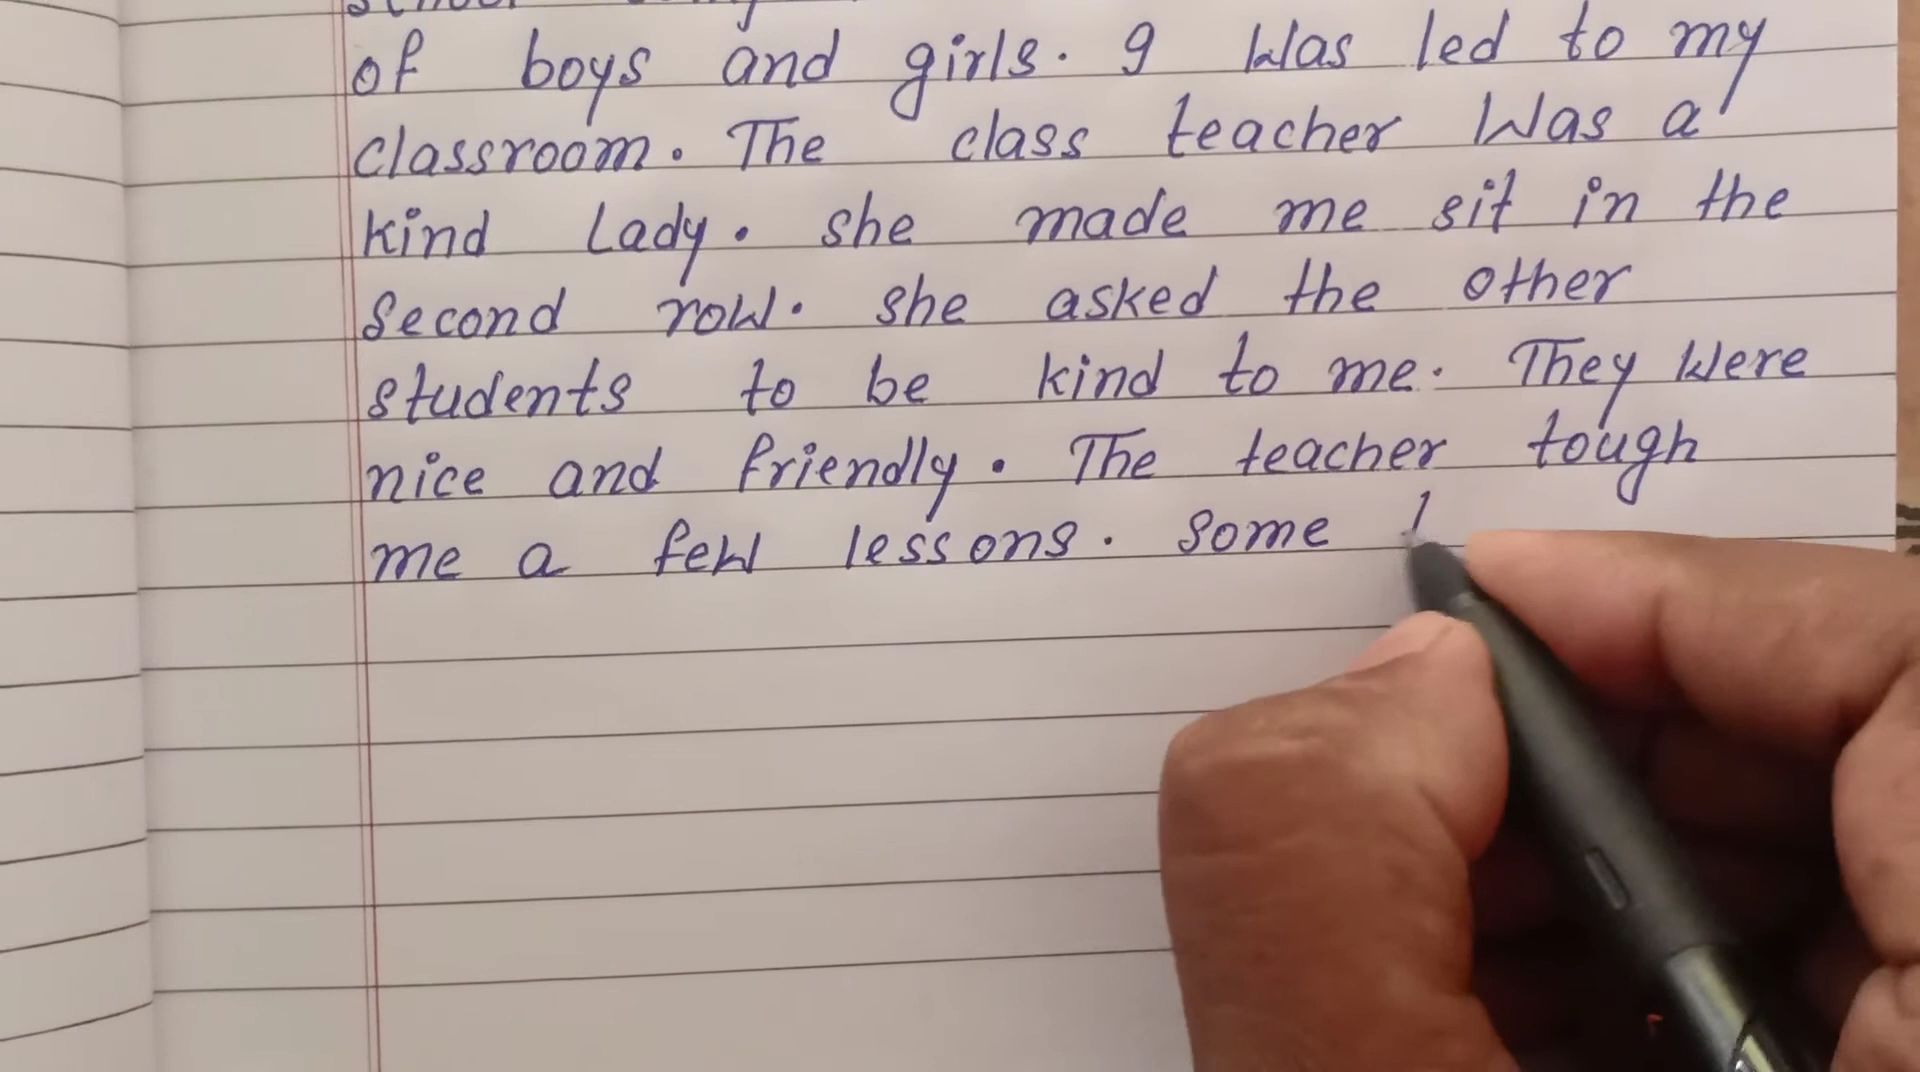 of boys and girls. I was led to my
classroom. The class teacher was a
kind Lady. she made me sit in the
second row. she asked the other
students to be kind to me. They were
nice and friendly. The teacher tough
me a few lessons. some